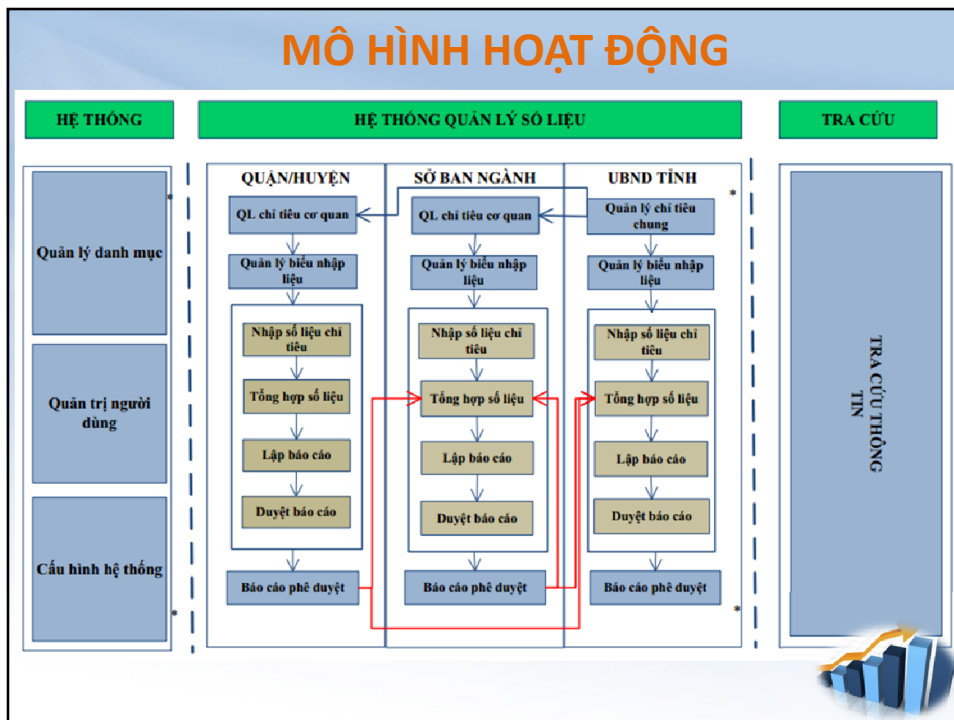 MÔ HÌNH HOẠT ĐỘNG
HỆ THỐNG
HỆ THỐNG QUẢN LÝ SỐ LIỆU
TRA CỨU
*
Quản lý danh mục
Quản trị người
dùng
Cấu hình hệ thống
*
QUẬN/HUYỆN
QL chỉ tiêu cơ quan
Quản lý biểu nhập
liệu
Nhập số liệu chỉ
tiêu
Tổng hợp số liệu
Lập báo cáo
Duyệt báo cáo
Báo cáo phê duyệt
SỞ BAN NGÀNH
QL chỉ tiêu cơ quan
Quản lý biểu nhập
liệu
Nhập số liệu chỉ
tiêu
Tổng hợp số liệu
Lập báo cáo
Duyệt báo cáo
Báo cáo phê duyệt
UBND TỈNH
*
Quản lý chỉ tiêu
chung
Quản lý biểu nhập
liệu
Nhập số liệu chỉ
tiêu
Tổng hợp số liệu
Lập báo cáo
Duyệt báo cáo
Báo cáo phê duyệt
*
TRA CỨU THÔNG
TIN